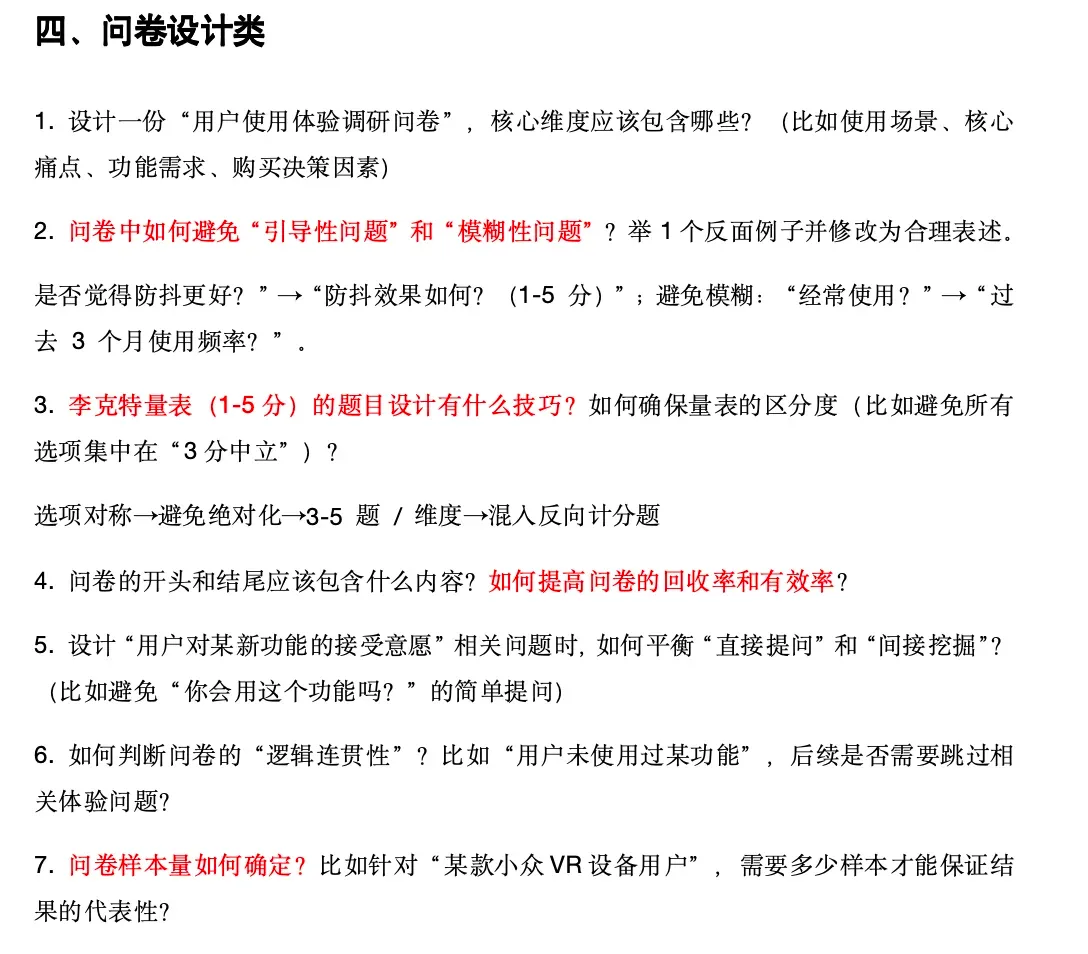 四、问卷设计类
1. 设计一份“用户使用体验调研问卷”，核心维度应该包含哪些？（比如使用场景、核心
痛点、功能需求、购买决策因素）
2. 问卷中如何避免“引导性问题”和“模糊性问题”？举 1 个反面例子并修改为合理表述。
是否觉得防抖更好？”→“防抖效果如何？（1-5 分）”；避免模糊：“经常使用？”→“过
去 3 个月使用频率？”。
3. 李克特量表（1-5 分）的题目设计有什么技巧？如何确保量表的区分度（比如避免所有
选项集中在“3 分中立”）？
选项对称→避免绝对化→3-5 题 / 维度→混入反向计分题
4. 问卷的开头和结尾应该包含什么内容？如何提高问卷的回收率和有效率？
5. 设计“用户对某新功能的接受意愿”相关问题时，如何平衡“直接提问”和“间接挖掘”？
（比如避免“你会用这个功能吗？”的简单提问）
6. 如何判断问卷的“逻辑连贯性”？比如“用户未使用过某功能”，后续是否需要跳过相
关体验问题？
7. 问卷样本量如何确定？比如针对“某款小众 VR 设备用户”，需要多少样本才能保证结
果的代表性？